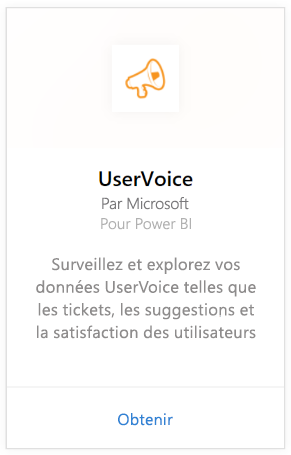 UserVoice
Par Microsoft
Pour Power BI
Surveillez et explorez vos
données UserVoice telles que
les tickets, les suggestions et
la satisfaction des utilisateurs
Obtenir